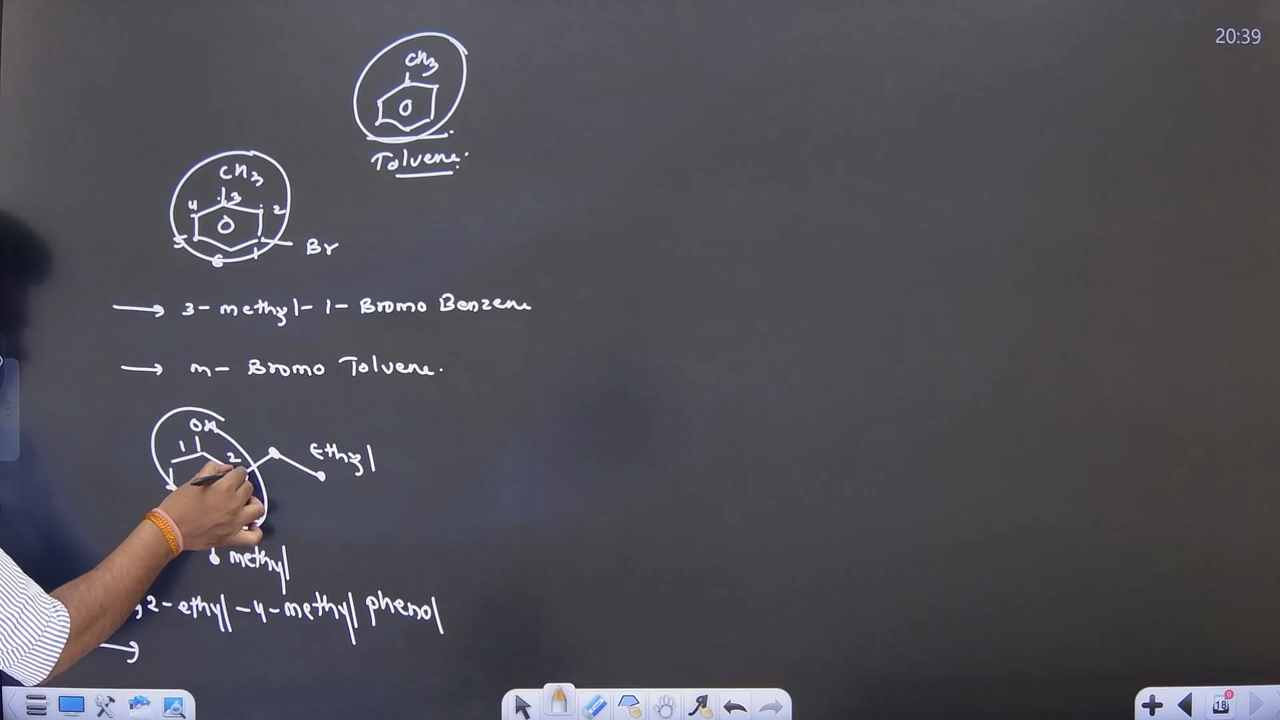 20:39
CH3
Toluene
CH3
4 3 2
5 6 1 Br
3- methyl- 1- Bromo Benzene
m- Bromo Toluene.
OH
1 2 Ethyl
methyl
2-ethyl-4-methyl phenol
18